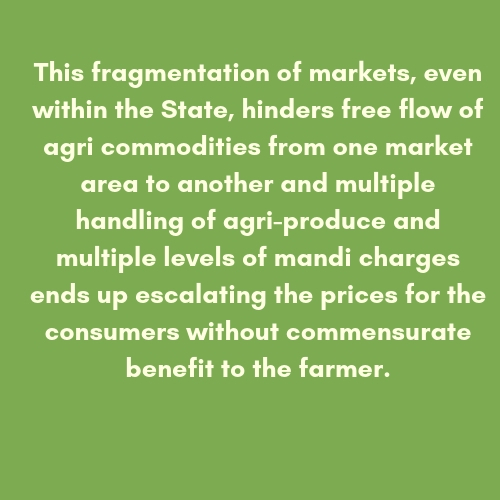 This fragmentation of markets, even
within the State, hinders free flow of
agri commodities from one market
area to another and multiple
handling of agri-produce and
multiple levels of mandi charges
ends up escalating the prices for the
consumers without commensurate
benefit to the farmer.